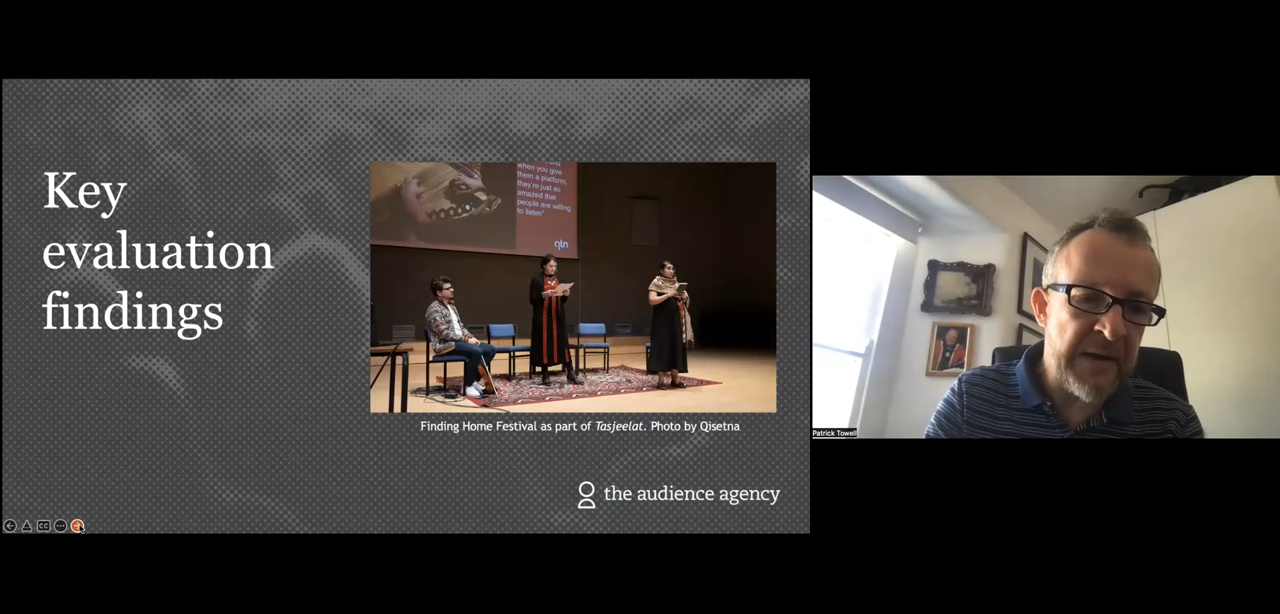 Key
evaluation
findings
when you give
them a platform,
they're just so
amazed that
people are willing
to listen"
Finding Home Festival as part of Tasjeelat. Photo by Qisetna
the audience agency
CC
Patrick Towell